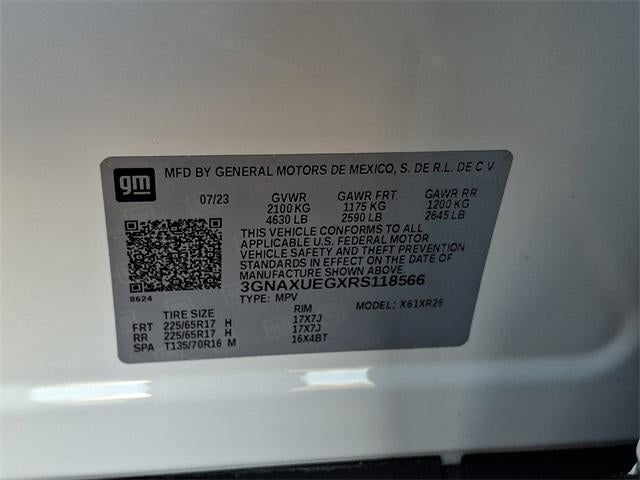 gm MFD BY GENERAL MOTORS DE MEXICO, S. DE R.L. DE C V
07/23 GVWR GAWR FRT GAWR RR
2100 KG 1175 KG 1200 KG
4630 LB 2590 LB 2645 LB
THIS VEHICLE CONFORMS TO ALL
APPLICABLE U.S. FEDERAL MOTOR
VEHICLE SAFETY AND THEFT PREVENTION
STANDARDS IN EFFECT ON THE DATE
OF MANUFACTURE SHOWN ABOVE.
8624 3GNAXUEGXRS118566
TYPE: MPV MODEL: X61XR26
TIRE SIZE RIM
FRT 225/65R17 H 17X7J
RR 225/65R17 H 17X7J
SPA T135/70R16 M 16X4BT